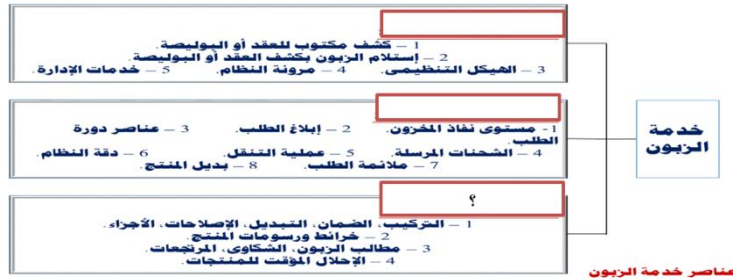 1 – كشف مكتوب للعقد أو البوليصة.
2 – إستلام الزبون بكشف العقد أو البوليصة.
3 – الهيكل التنظيمى. 4 – مرونة النظام. 5 – خدمات الإدارة.
1- مستوى نفاذ المخزون. 2 – إبلاغ الطلب. 3 – عناصر دورة
الطلب.
4 – الشحنات المرسلة. 5 – عملية التنقل. 6 – دقة النظام.
7 – ملائمة الطلب. 8 – بديل المنتج.
خدمة
الزبون
؟
1 – التركيب، الضمان، التبديل، الإصلاحات، الأجزاء.
2 – خرائط ورسومات المنتج.
3 – مطالب الزبون، الشكاوى، المرتجعات.
4 – الإحلال المؤقت للمنتجات.
عناصر خدمة الزبون